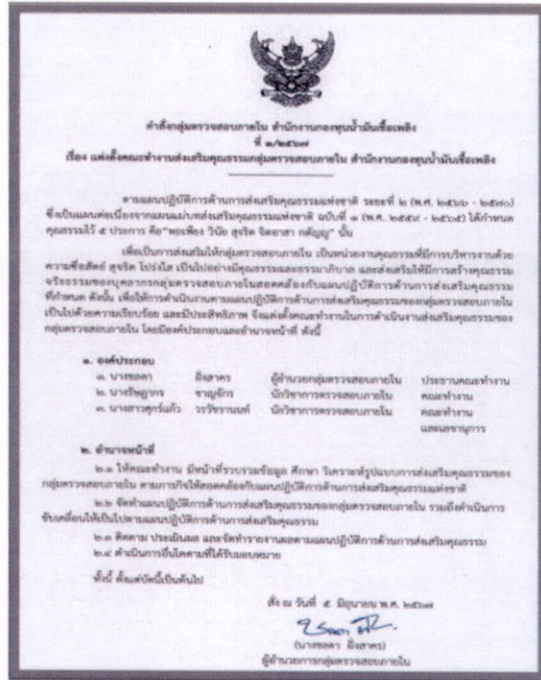 คำสั่งกลุ่มตรวจสอบภายใน สำนักงานกองทุนน้ำมันเชื้อเพลิง
ที่ ๑/๒๕๖๗
เรื่อง แต่งตั้งคณะทำงานส่งเสริมคุณธรรมกลุ่มตรวจสอบภายใน สำนักงานกองทุนน้ำมันเชื้อเพลิง
ตามแผนปฏิบัติการด้านการส่งเสริมคุณธรรมแห่งชาติ ระยะที่ ๒ (พ.ศ. ๒๕๖๖ - ๒๕๗๐)
ซึ่งเป็นแผนต่อเนื่องจากแผนแม่บทส่งเสริมคุณธรรมแห่งชาติ ฉบับที่ ๑ (พ.ศ. ๒๕๕๙ - ๒๕๖๕) ได้กำหนด
คุณธรรมไว้ ๕ ประการ คือ"พอเพียง วินัย สุจริต จิตอาสา กตัญญู" นั้น
เพื่อเป็นการส่งเสริมให้กลุ่มตรวจสอบภายใน เป็นหน่วยงานคุณธรรมที่มีการบริหารงานด้วย
ความซื่อสัตย์ สุจริต โปร่งใส เป็นไปอย่างมีคุณธรรมและธรรมาภิบาล และส่งเสริมให้มีการสร้างคุณธรรม
จริยธรรมของบุคลากรกลุ่มตรวจสอบภายในสอดคล้องกับแผนปฏิบัติการด้านการส่งเสริมคุณธรรม
ที่กำหนด ดังนั้น เพื่อให้การดำเนินงานตามแผนปฏิบัติการด้านการส่งเสริมคุณธรรมของกลุ่มตรวจสอบภายใน
เป็นไปด้วยความเรียบร้อย และมีประสิทธิภาพ จึงแต่งตั้งคณะทำงานในการดำเนินงานส่งเสริมคุณธรรมของ
กลุ่มตรวจสอบภายใน โดยมีองค์ประกอบและอำนาจหน้าที่ ดังนี้
๑. องค์ประกอบ
๑. นางชลดา ฝั่งสาคร ผู้อำนวยกลุ่มตรวจสอบภายใน ประธานคณะทำงาน
๒. นางรัษฎากร ชาญจักร นักวิชาการตรวจสอบภายใน คณะทำงาน
๓. นางสาวศุกร์แก้ว วรวัชรานนท์ นักวิชาการตรวจสอบภายใน คณะทำงาน
และเลขานุการ
๒. อำนาจหน้าที่
๒.๑ ให้คณะทำงาน มีหน้าที่รวบรวมข้อมูล ศึกษา วิเคราะห์รูปแบบการส่งเสริมคุณธรรมของ
กลุ่มตรวจสอบภายใน ตามภารกิจให้สอดคล้องกับแผนปฏิบัติการด้านการส่งเสริมคุณธรรมแห่งชาติ
๒.๒ จัดทำแผนปฏิบัติการด้านการส่งเสริมคุณธรรมของกลุ่มตรวจสอบภายใน รวมถึงดำเนินการ
ขับเคลื่อนให้เป็นไปตามแผนปฏิบัติการด้านการส่งเสริมคุณธรรม
๒.๓ ติดตาม ประเมินผล และจัดทำรายงานผลตามแผนปฏิบัติการด้านการส่งเสริมคุณธรรม
๒.๔ ดำเนินการอื่นใดตามที่ได้รับมอบหมาย
ทั้งนี้ ตั้งแต่บัดนี้เป็นต้นไป
สั่ง ณ วันที่ ๕ มิถุนายน พ.ศ. ๒๕๖๗
(นางชลดา ฝั่งสาคร)
ผู้อำนวยการกลุ่มตรวจสอบภายใน